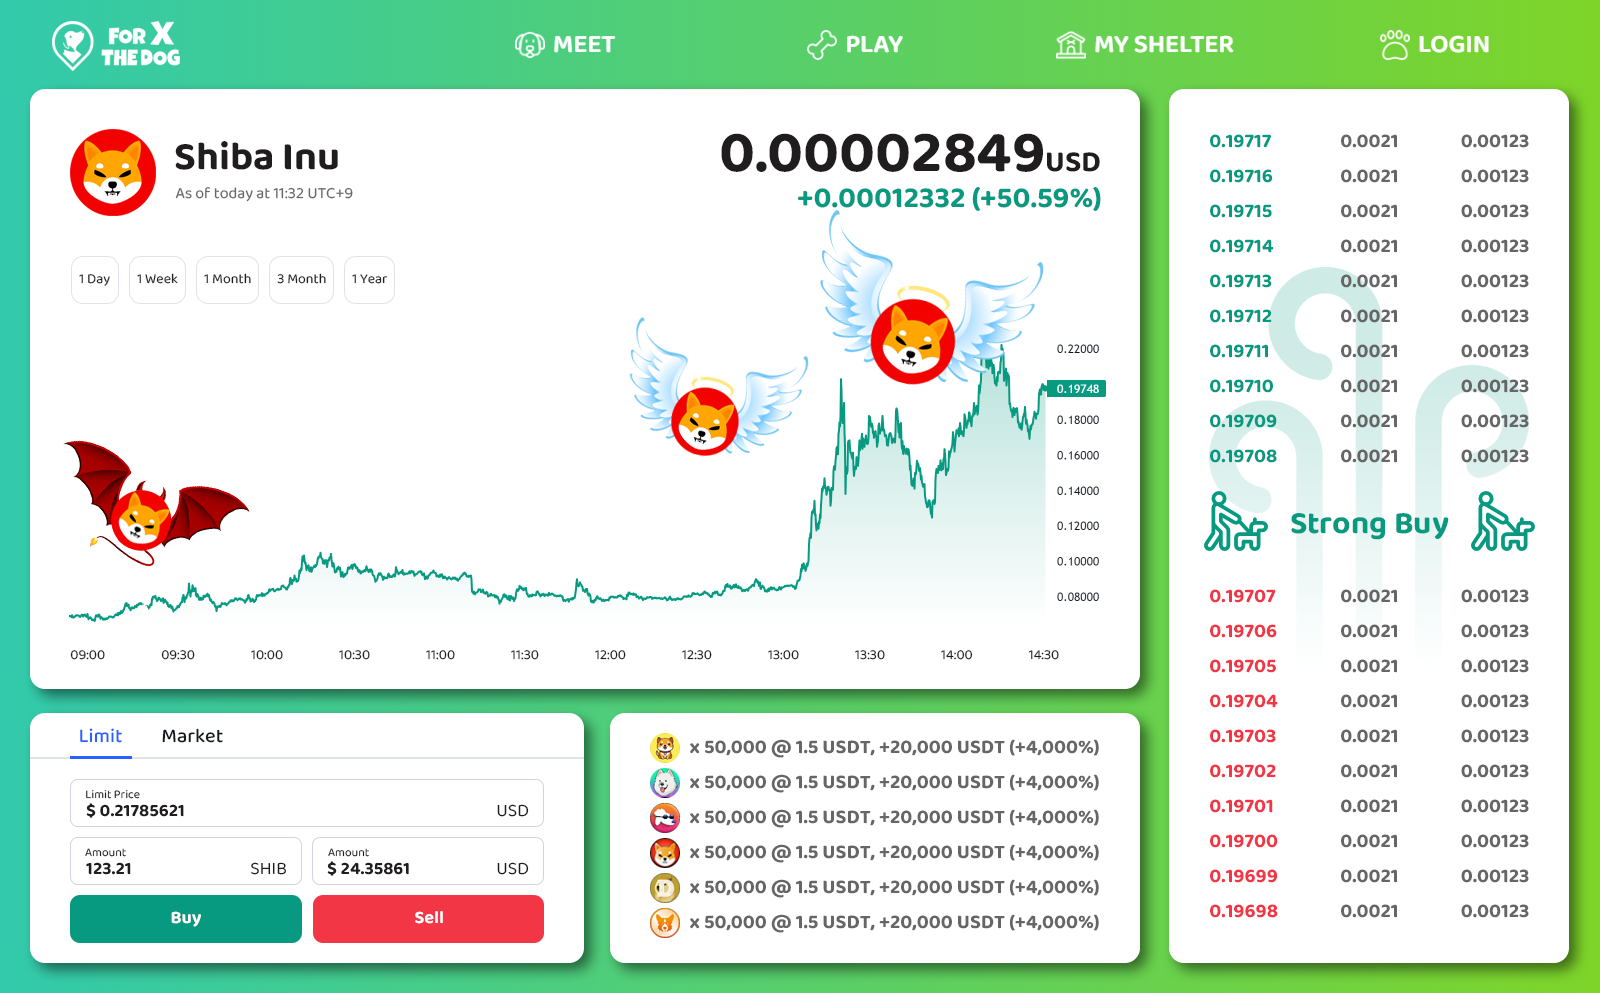 FOR X
THE DOG
MEET
PLAY
MY SHELTER
LOGIN
Shiba Inu
As of today at 11:32 UTC+9
0.00002849USD
+0.00012332 (+50.59%)
1 Day
1 Week
1 Month
3 Month
1 Year
0.22000
0.19748
0.18000
0.16000
0.14000
0.12000
0.10000
0.08000
09:00 09:30 10:00 10:30 11:00 11:30 12:00 12:30 13:00 13:30 14:00 14:30
Limit Market
Limit Price
$ 0.21785621 USD
Amount
123.21 SHIB
Amount
$ 24.35861 USD
Buy
Sell
x 50,000 @ 1.5 USDT, +20,000 USDT (+4,000%)
x 50,000 @ 1.5 USDT, +20,000 USDT (+4,000%)
x 50,000 @ 1.5 USDT, +20,000 USDT (+4,000%)
x 50,000 @ 1.5 USDT, +20,000 USDT (+4,000%)
x 50,000 @ 1.5 USDT, +20,000 USDT (+4,000%)
x 50,000 @ 1.5 USDT, +20,000 USDT (+4,000%)
0.19717 0.0021 0.00123
0.19716 0.0021 0.00123
0.19715 0.0021 0.00123
0.19714 0.0021 0.00123
0.19713 0.0021 0.00123
0.19712 0.0021 0.00123
0.19711 0.0021 0.00123
0.19710 0.0021 0.00123
0.19709 0.0021 0.00123
0.19708 0.0021 0.00123
Strong Buy
0.19707 0.0021 0.00123
0.19706 0.0021 0.00123
0.19705 0.0021 0.00123
0.19704 0.0021 0.00123
0.19703 0.0021 0.00123
0.19702 0.0021 0.00123
0.19701 0.0021 0.00123
0.19700 0.0021 0.00123
0.19699 0.0021 0.00123
0.19698 0.0021 0.00123